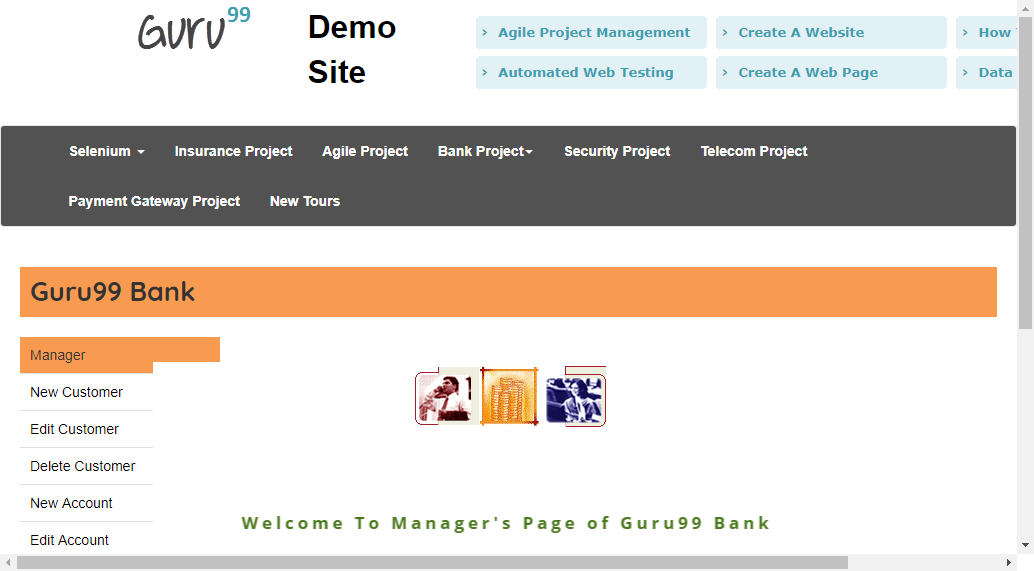 Guru99
Demo
Site
Agile Project Management
Create A Website
How
Automated Web Testing
Create A Web Page
Data
Selenium
Insurance Project
Agile Project
Bank Project
Security Project
Telecom Project
Payment Gateway Project
New Tours
Guru99 Bank
Manager
New Customer
Edit Customer
Delete Customer
New Account
Edit Account
Welcome To Manager's Page of Guru99 Bank